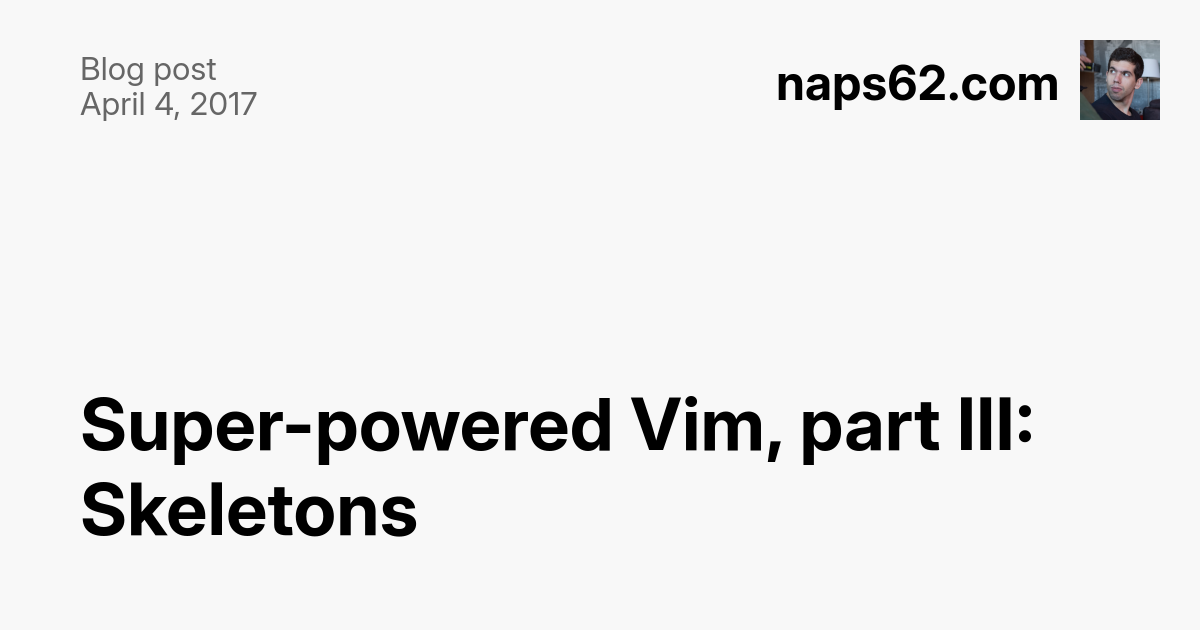 Blog post
April 4, 2017
naps62.com
Super-powered Vim, part III:
Skeletons